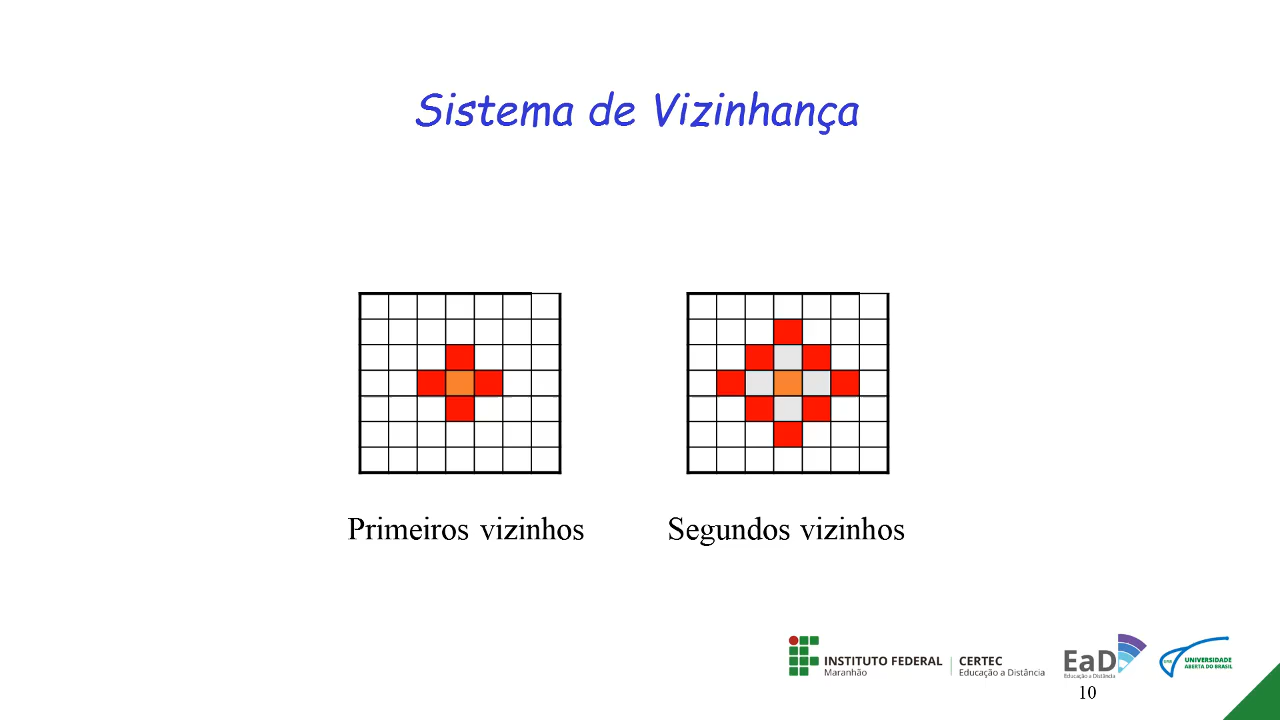 Sistema de Vizinhança
Primeiros vizinhos
Segundos vizinhos
INSTITUTO FEDERAL
Maranhão
CERTEC
Educação a Distância
EaD
Educação a Distância
UAB
UNIVERSIDADE
ABERTA DO BRASIL
10